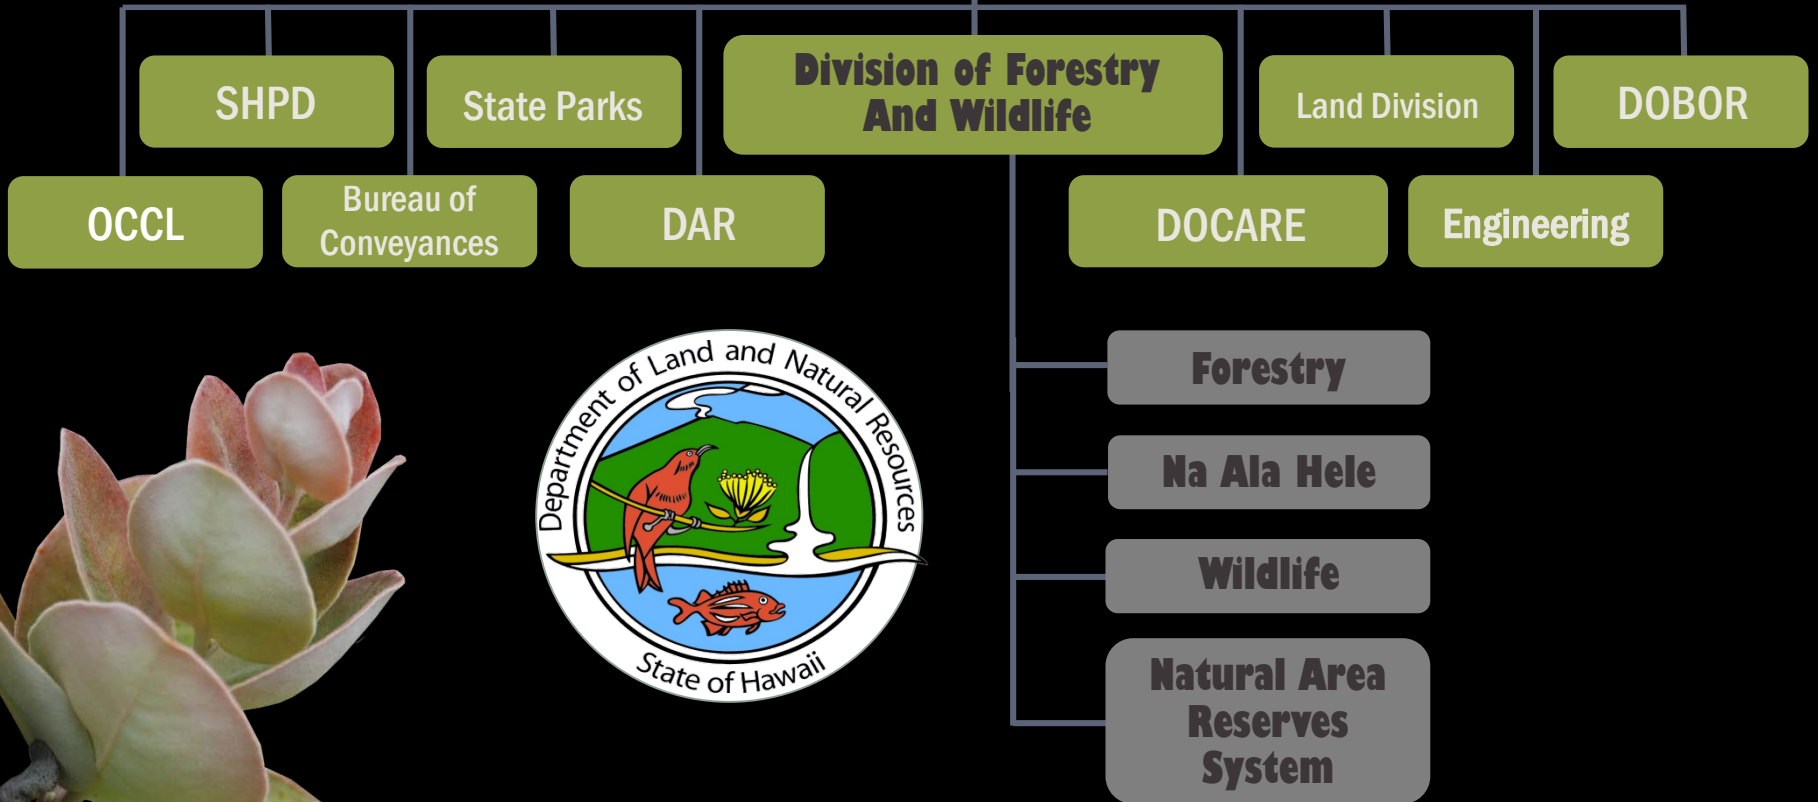 SHPD
State Parks
Division of Forestry
And Wildlife
Land Division
DOBOR
OCCL
Bureau of
Conveyances
DAR
DOCARE
Engineering
Department of Land and Natural Resources
State of Hawaii
Forestry
Na Ala Hele
Wildlife
Natural Area
Reserves
System